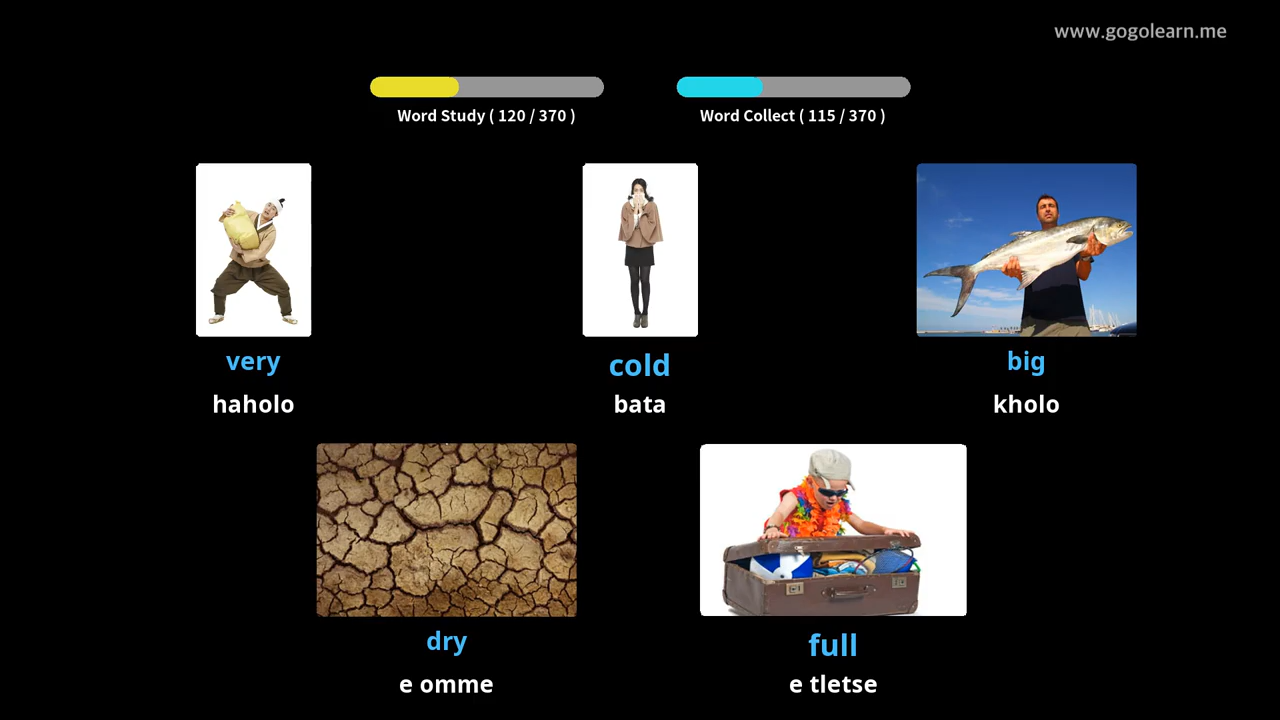 www.gogolearn.me
Word Study ( 120 / 370 )
Word Collect ( 115 / 370 )
very
cold
big
haholo
bata
kholo
dry
full
e omme
e tletse